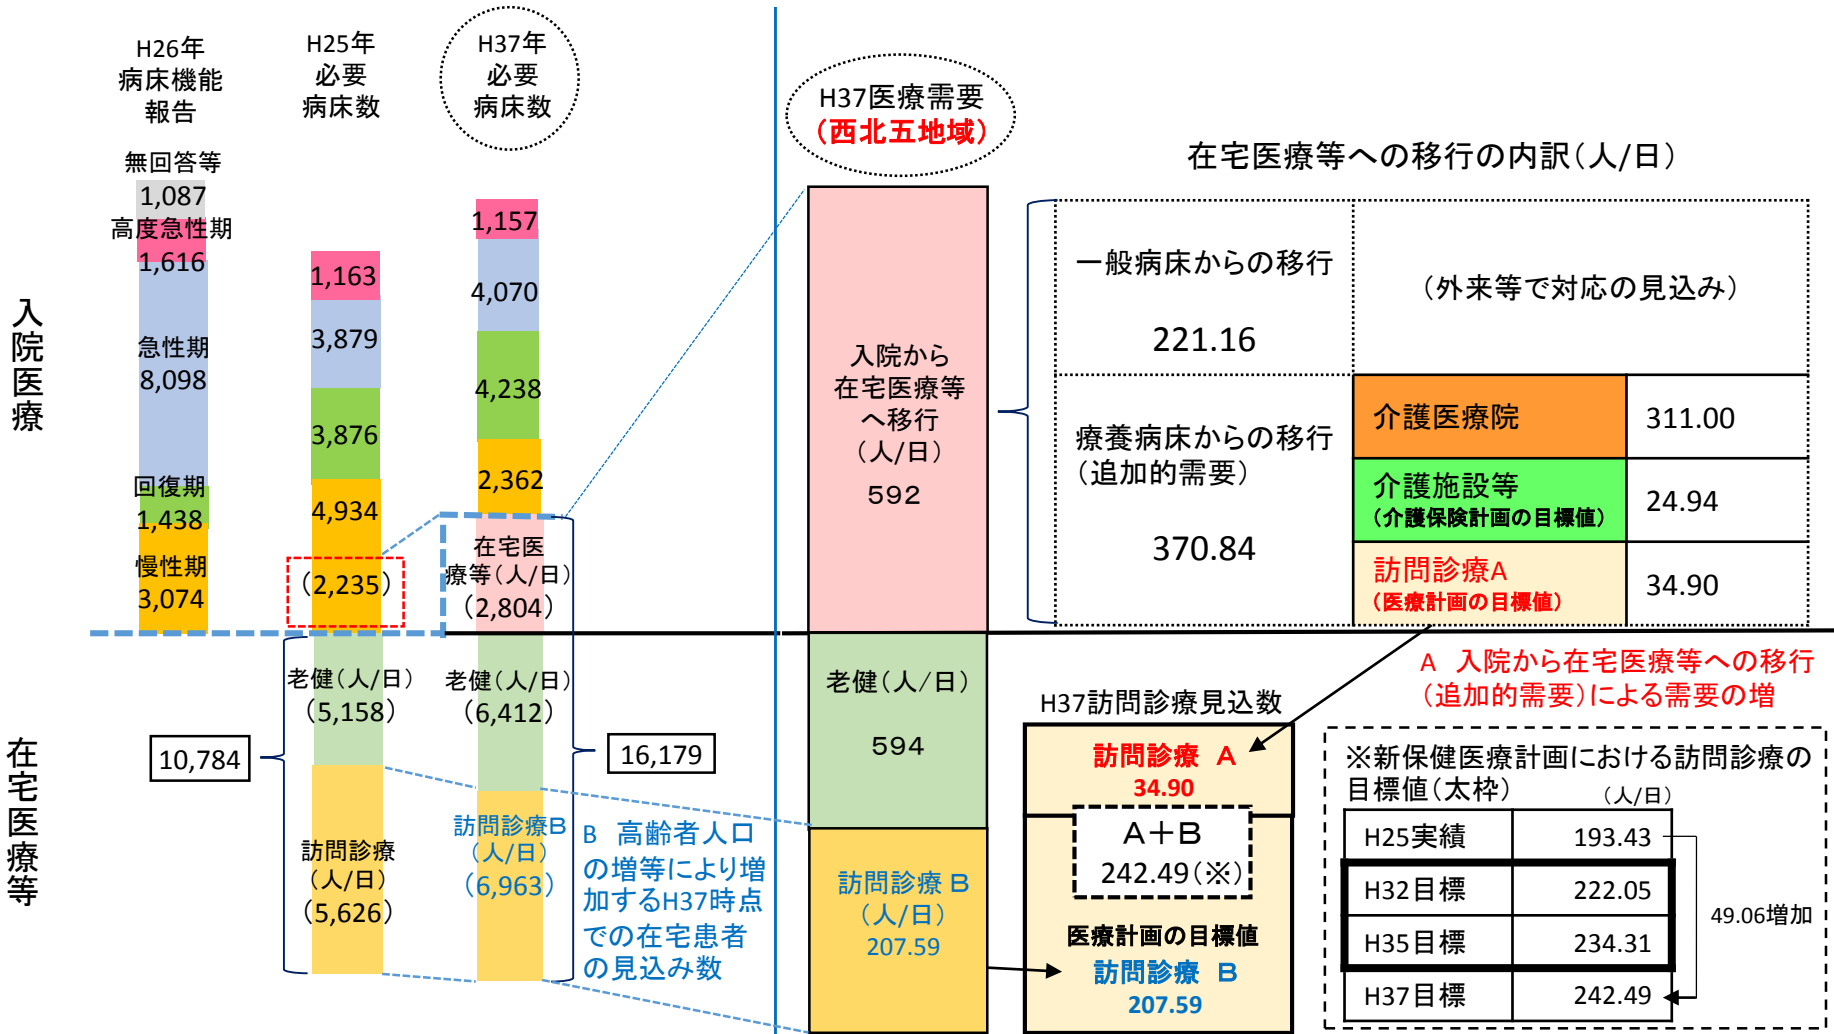 H26年
病床機能
報告
H25年
必要
病床数
H37年
必要
病床数
H37医療需要
（西北五地域）
在宅医療等への移行の内訳（人/日）
入院医療
在宅医療等
無回答等
1,087
高度急性期
1,616
急性期
8,098
回復期
1,438
慢性期
3,074
1,163
3,879
3,876
4,934
（2,235）
老健（人/日）
（5,158）
訪問診療
（人/日）
（5,626）
10,784
1,157
4,070
4,238
2,362
在宅医
療等（人/日）
（2,804）
老健（人/日）
（6,412）
訪問診療B
（人/日）
（6,963）
16,179
B　高齢者人口
の増等により増
加するH37時点
での在宅患者
の見込み数
入院から
在宅医療等
へ移行
（人/日）
５９２
老健（人/日）
594
訪問診療 B
（人/日）
207.59
一般病床からの移行
221.16
（外来等で対応の見込み）
療養病床からの移行
（追加的需要）
370.84
介護医療院
311.00
介護施設等
（介護保険計画の目標値）
24.94
訪問診療A
（医療計画の目標値）
34.90
A　入院から在宅医療等への移行
（追加的需要）による需要の増
H37訪問診療見込数
訪問診療　A
34.90
A＋B
242.49（※）
医療計画の目標値
訪問診療　B
207.59
※新保健医療計画における訪問診療の
目標値（太枠）
（人/日）
H25実績 193.43
H32目標 222.05
H35目標 234.31
H37目標 242.49
49.06増加